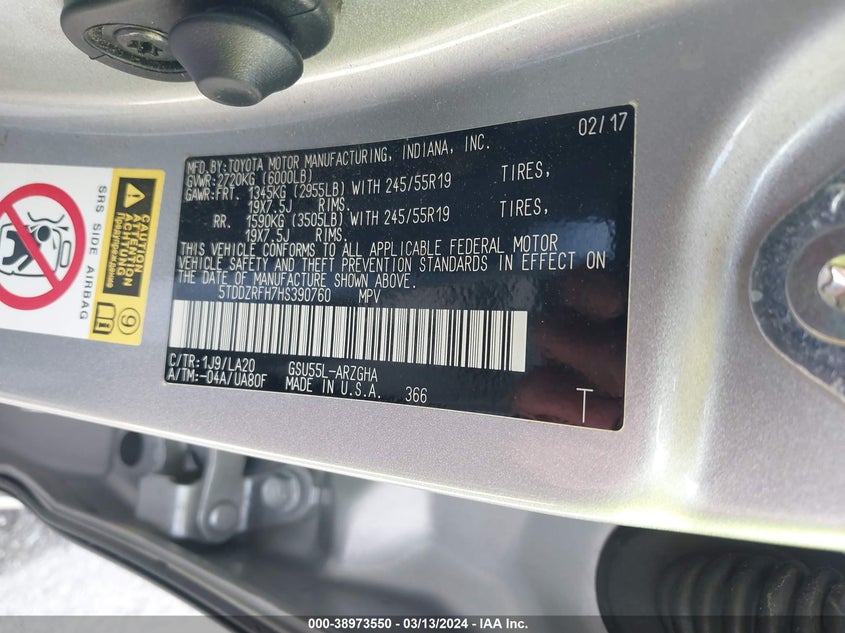 02/17
MFD.BY:TOYOTA MOTOR MANUFACTURING, INDIANA, INC.
GVWR:2720KG (6000LB)
GAWR:FRT. 1345KG (2955LB) WITH 245/55R19 TIRES,
19X7.5J RIMS.
RR. 1590KG (3505LB) WITH 245/55R19 TIRES,
19X7.5J RIMS.
THIS VEHICLE CONFORMS TO ALL APPLICABLE FEDERAL MOTOR
VEHICLE SAFETY AND THEFT PREVENTION STANDARDS IN EFFECT ON
THE DATE OF MANUFACTURE SHOWN ABOVE.
5TDDZRFH7HS390760 MPV
C/TR:1J9/LA20 GSU55L-ARZGHA
A/TM:-04A/UA80F MADE IN U.S.A. 366
T
SRS SIDE AIRBAG
CAUTION
ACHTUNG
Предупреждение
9
000-38973550 / 03/13/2024 — IAA Inc.